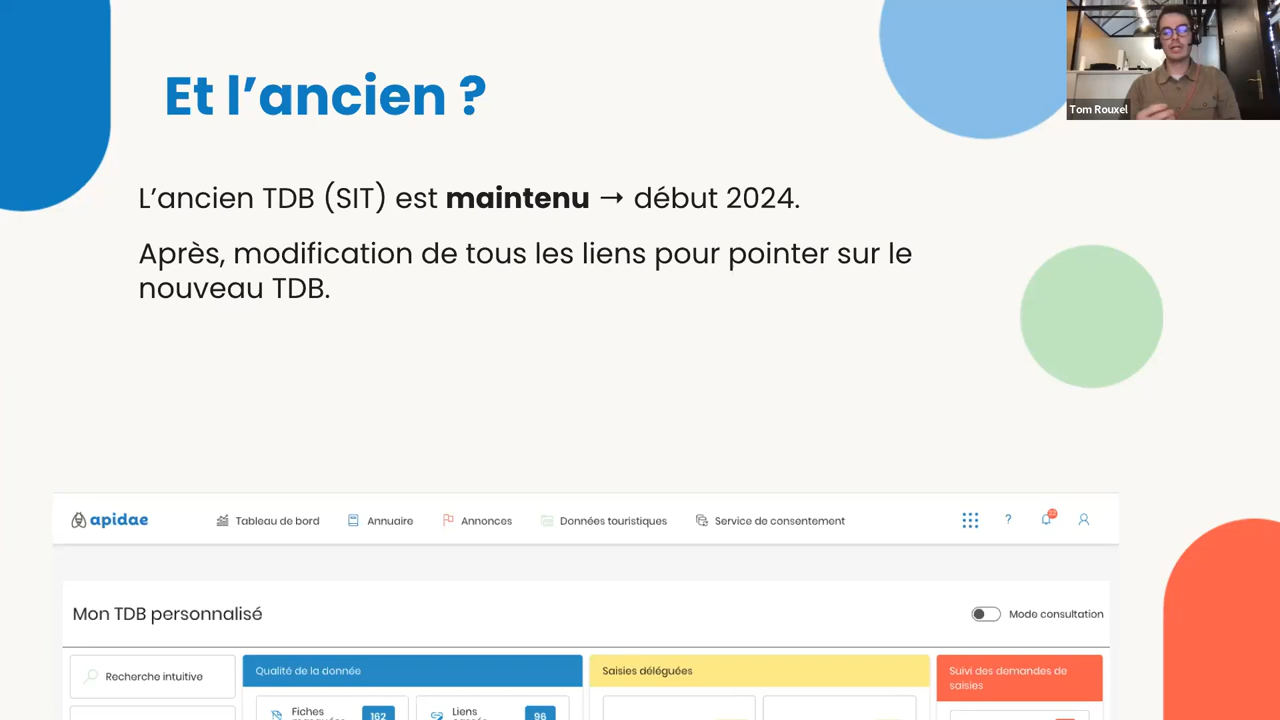 Et l’ancien ?
Tom Rouxel
L’ancien TDB (SIT) est maintenu → début 2024.
Après, modification de tous les liens pour pointer sur le
nouveau TDB.
apidae
Tableau de bord
Annuaire
Annonces
Données touristiques
Service de consentement
?
Mon TDB personnalisé
Mode consultation
Recherche intuitive
Qualité de la donnée
Saisies déléguées
Suivi des demandes de
saisies
Fiches
162
Liens
96